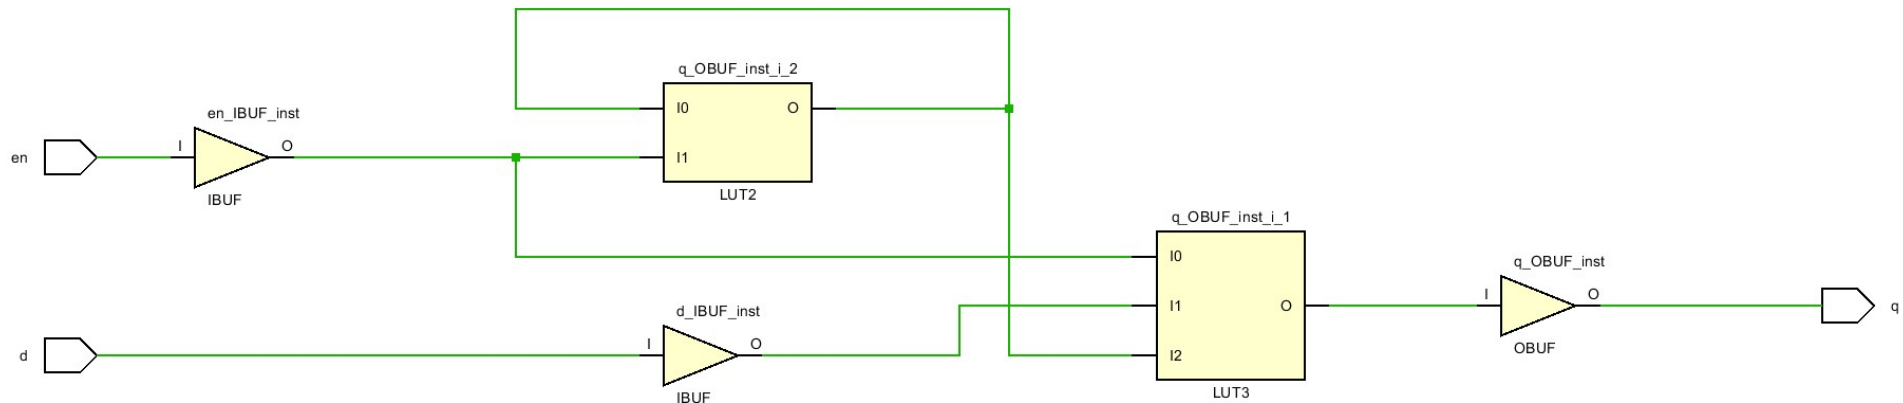 q_OBUF_inst_i_2
en_IBUF_inst
I0
O
en
I
O
I1
LUT2
IBUF
q_OBUF_inst_i_1
I0
q_OBUF_inst
d_IBUF_inst
I1
O
I
O
q
d
I
O
I2
OBUF
IBUF
LUT3